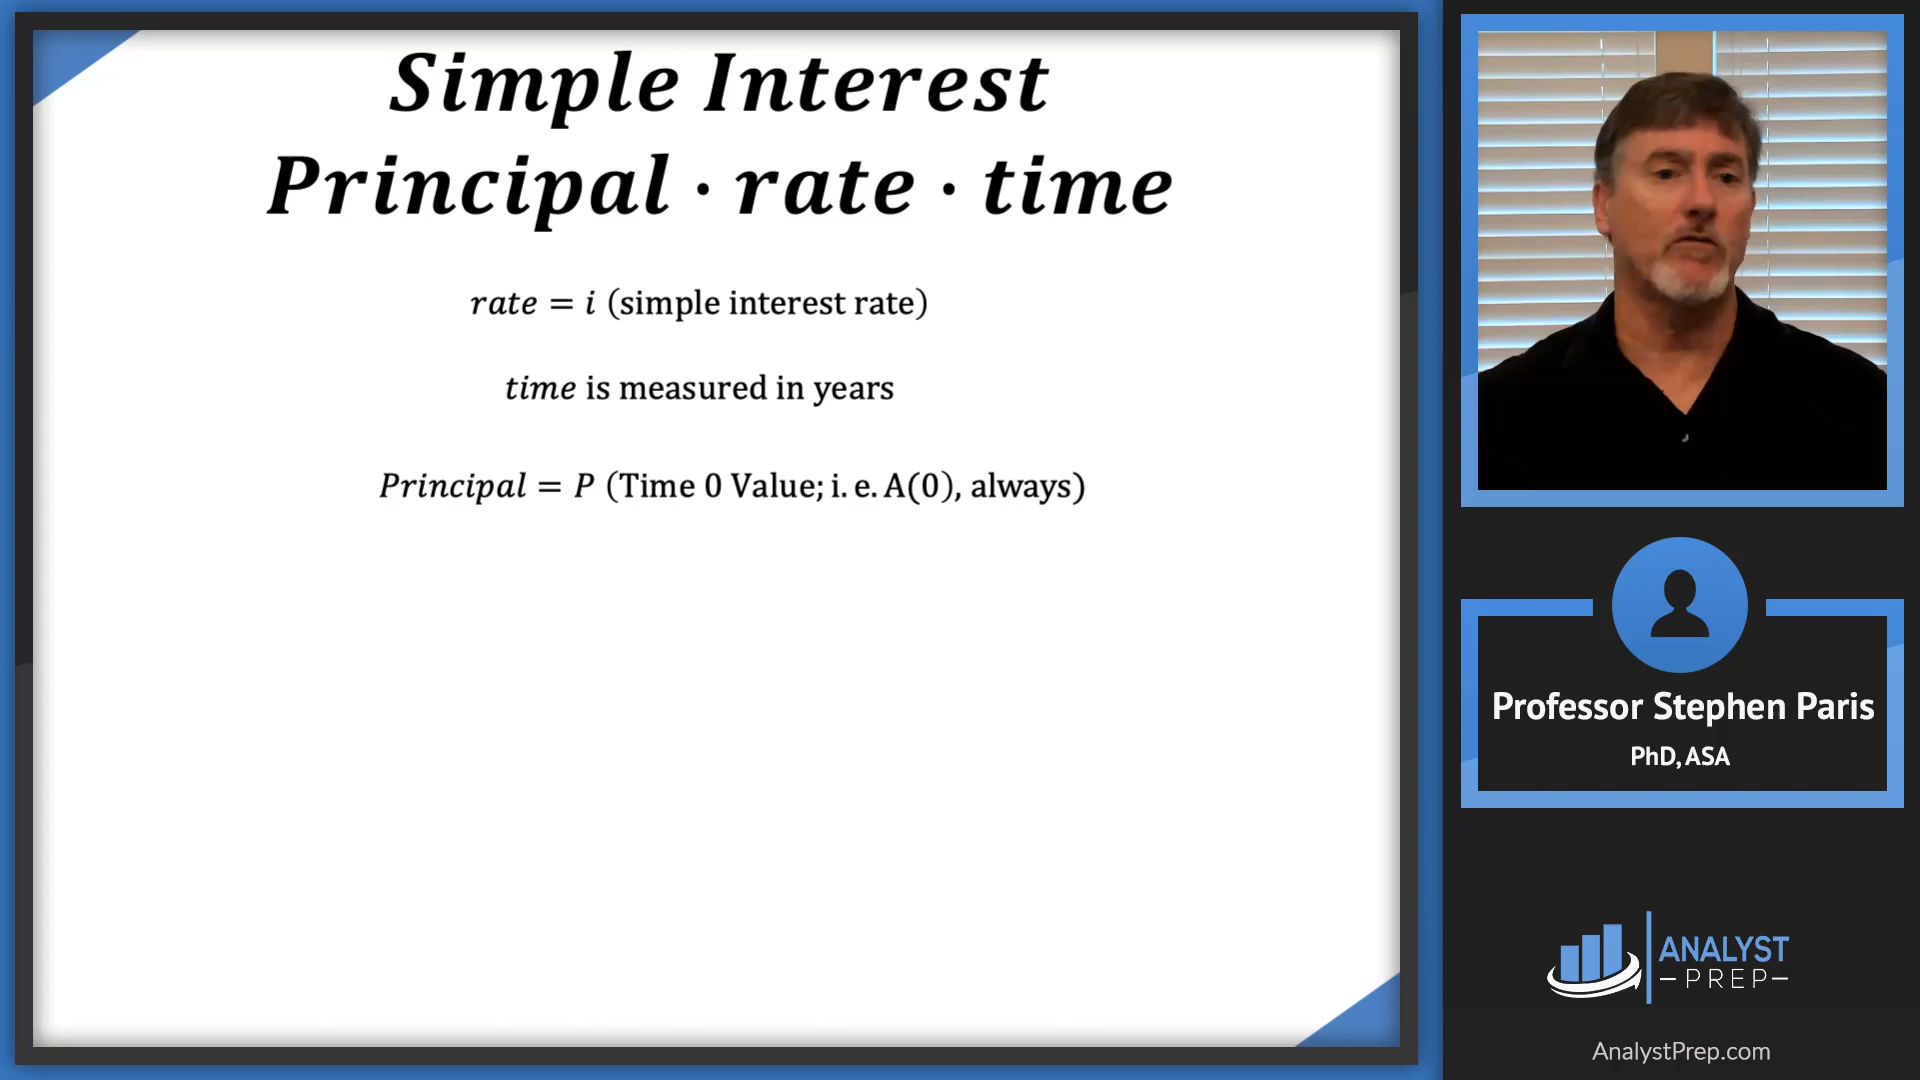 Simple Interest
Principal · rate · time
rate = i (simple interest rate)
time is measured in years
Principal = P (Time 0 Value; i. e. A(0), always)
Professor Stephen Paris
PhD, ASA
ANALYST
PREP
AnalystPrep.com